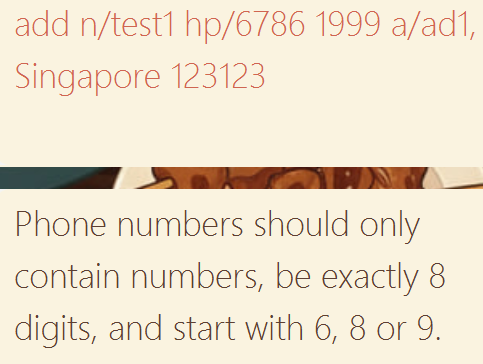 add n/test1 hp/6786 1999 a/ad1,
Singapore 123123
Phone numbers should only
contain numbers, be exactly 8
digits, and start with 6, 8 or 9.